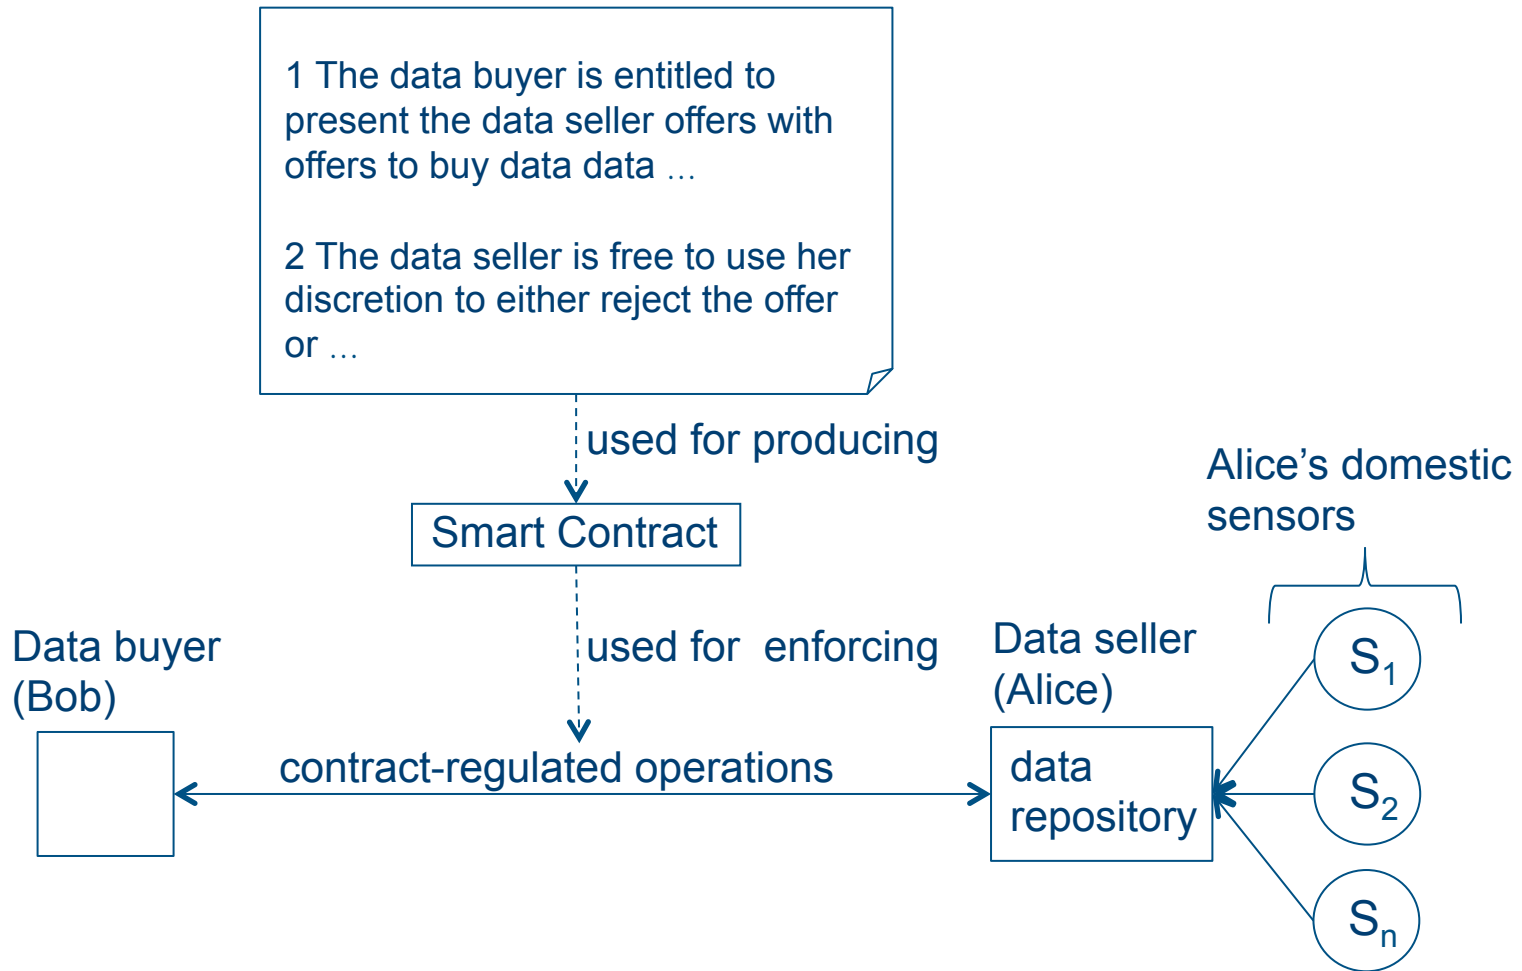 1 The data buyer is entitled to
present the data seller offers with
offers to buy data data …
2 The data seller is free to use her
discretion to either reject the offer
or …
used for producing
Smart Contract
Alice’s domestic
sensors
used for  enforcing
Data buyer
(Bob)
Data seller
(Alice)
contract-regulated operations
data
repository
S₁
S₂
Sₙ